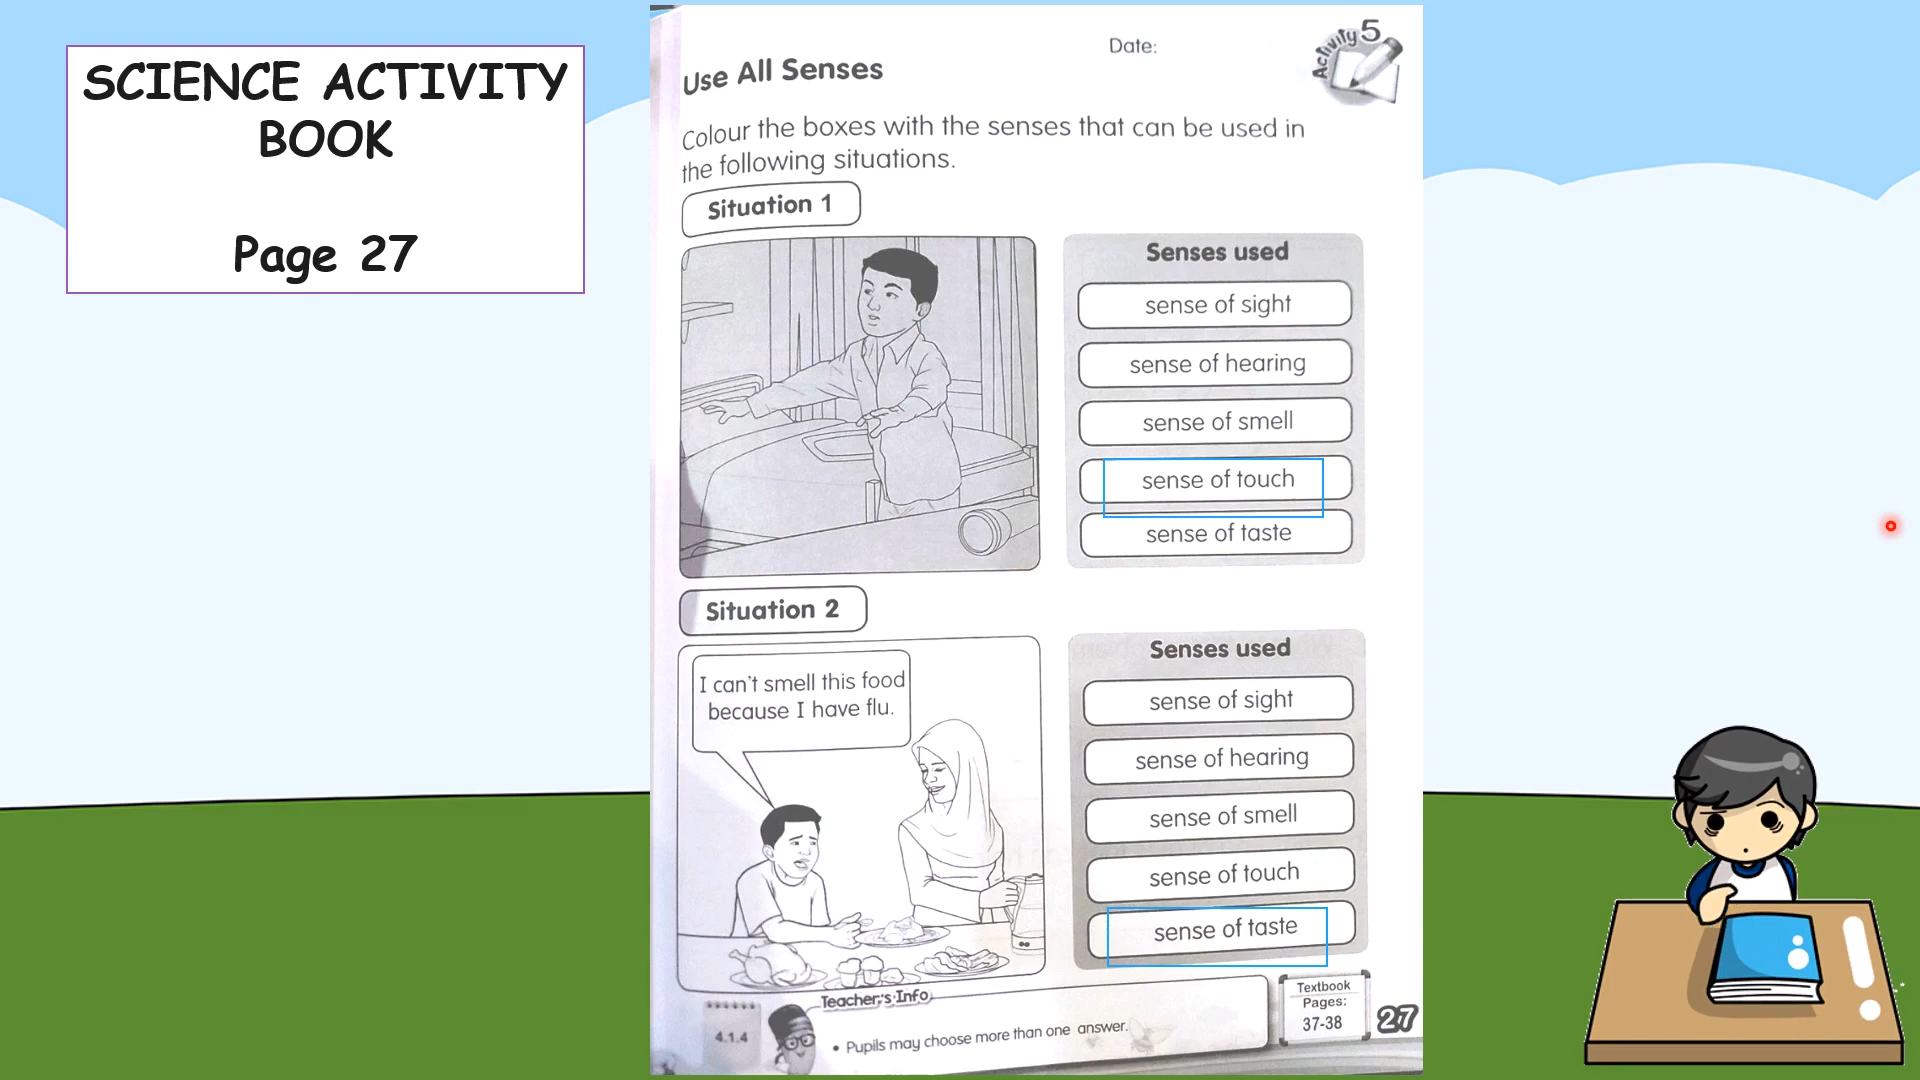 SCIENCE ACTIVITY
BOOK
Page 27
Date:
Activity 5
Use All Senses
Colour the boxes with the senses that can be used in
the following situations.
Situation 1
Senses used
sense of sight
sense of hearing
sense of smell
sense of touch
sense of taste
Situation 2
I can't smell this food
because I have flu.
Senses used
sense of sight
sense of hearing
sense of smell
sense of touch
sense of taste
4.1.4
Teacher's Info
• Pupils may choose more than one answer.
Textbook
Pages:
37-38
27